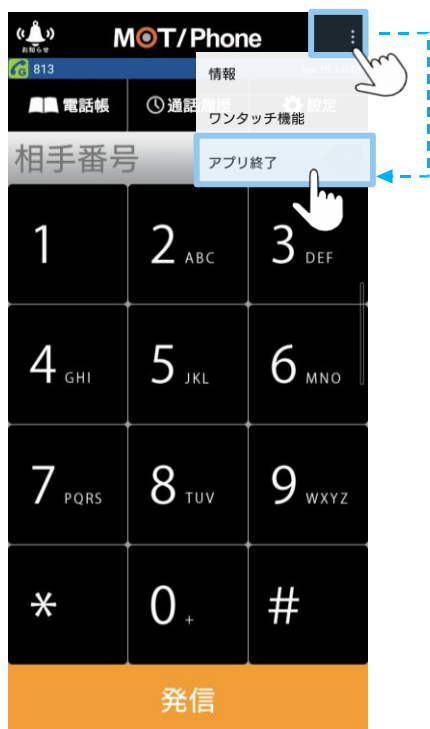 お知らせ
MOT/Phone
813
情報
電話帳
通話
設定
ワンタッチ機能
相手番号
アプリ終了
1
2 ABC
3 DEF
4 GHI
5 JKL
6 MNO
7 PQRS
8 TUV
9 WXYZ
*
0 +
#
発信